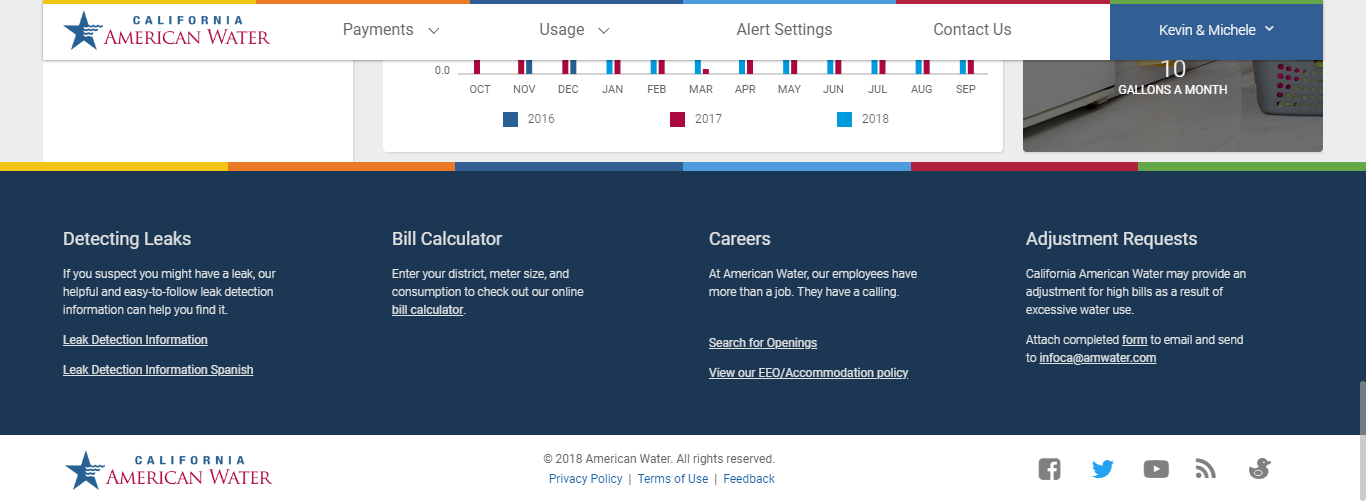 CALIFORNIA
AMERICAN WATER
Payments
Usage
Alert Settings
Contact Us
Kevin & Michele
0.0
OCT NOV DEC JAN FEB MAR APR MAY JUN JUL AUG SEP
2016 2017 2018
10
GALLONS A MONTH
Detecting Leaks
If you suspect you might have a leak, our
helpful and easy-to-follow leak detection
information can help you find it.
Leak Detection Information
Leak Detection Information Spanish
Bill Calculator
Enter your district, meter size, and
consumption to check out our online
bill calculator.
Careers
At American Water, our employees have
more than a job. They have a calling.
Search for Openings
View our EEO/Accommodation policy
Adjustment Requests
California American Water may provide an
adjustment for high bills as a result of
excessive water use.
Attach completed form to email and send
to infoca@amwater.com
CALIFORNIA
AMERICAN WATER
© 2018 American Water. All rights reserved.
Privacy Policy | Terms of Use | Feedback